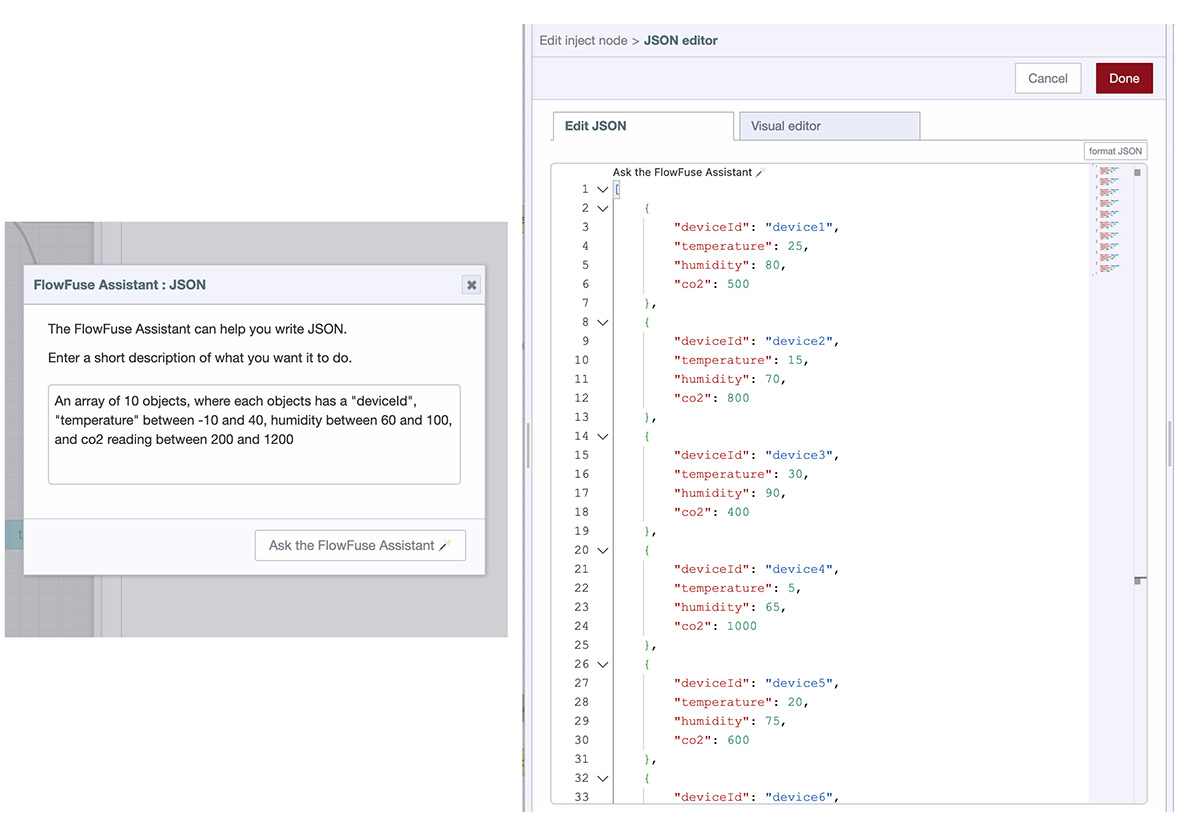 FlowFuse Assistant : JSON
The FlowFuse Assistant can help you write JSON.
Enter a short description of what you want it to do.
An array of 10 objects, where each objects has a "deviceId",
"temperature" between -10 and 40, humidity between 60 and 100,
and co2 reading between 200 and 1200
Ask the FlowFuse Assistant
Edit inject node > JSON editor
Cancel Done
Edit JSON Visual editor
format JSON
Ask the FlowFuse Assistant
1 [
2 {
3 "deviceId": "device1",
4 "temperature": 25,
5 "humidity": 80,
6 "co2": 500
7 },
8 {
9 "deviceId": "device2",
10 "temperature": 15,
11 "humidity": 70,
12 "co2": 800
13 },
14 {
15 "deviceId": "device3",
16 "temperature": 30,
17 "humidity": 90,
18 "co2": 400
19 },
20 {
21 "deviceId": "device4",
22 "temperature": 5,
23 "humidity": 65,
24 "co2": 1000
25 },
26 {
27 "deviceId": "device5",
28 "temperature": 20,
29 "humidity": 75,
30 "co2": 600
31 },
32 {
33 "deviceId": "device6",